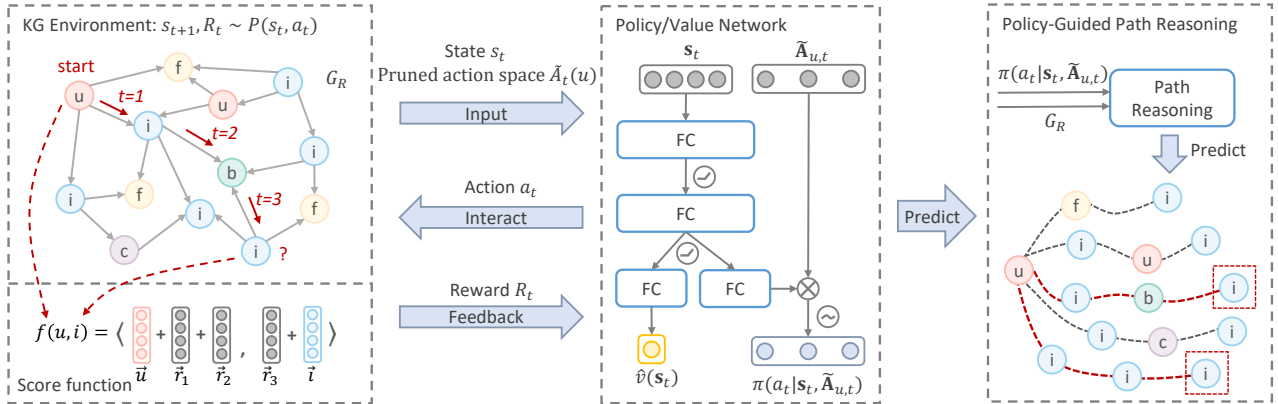 KG Environment: s_{t+1}, R_t ~ P(s_t, a_t)
start
f
i
G_R
u
t=1
u
i
t=2
i
b
t=3
i
f
i
f
c
i
?
f(u, i) = ⟨ + + , + ⟩
u⃗ r⃗_1 r⃗_2 r⃗_3 i⃗
Score function
State s_t
Pruned action space Ã_t(u)
Input
Action a_t
Interact
Reward R_t
Feedback
Policy/Value Network
s_t Ã_{u,t}
FC
FC
FC FC
v̂(s_t) π(a_t|s_t, Ã_{u,t})
Predict
Policy-Guided Path Reasoning
π(a_t|s_t, Ã_{u,t})
G_R
Path
Reasoning
Predict
f i
i u i
u
i b i
i c i
i i i